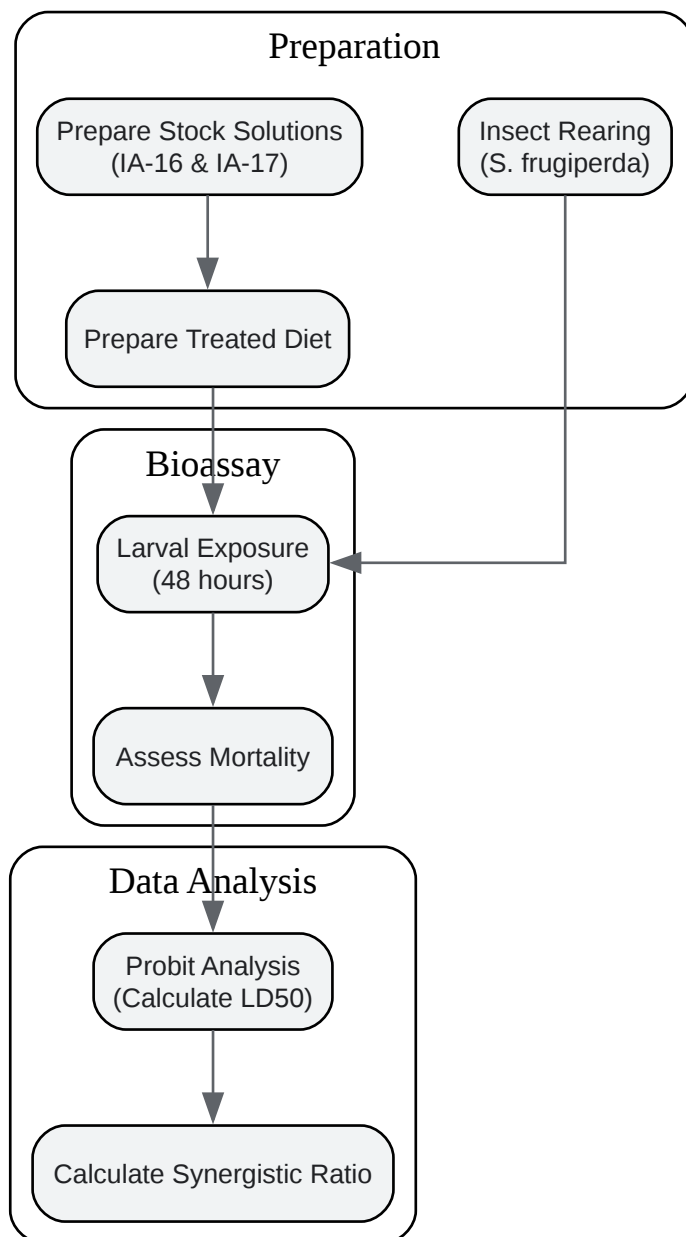 Preparation
Prepare Stock Solutions
(IA-16 & IA-17)
Insect Rearing
(S. frugiperda)
Prepare Treated Diet
Bioassay
Larval Exposure
(48 hours)
Assess Mortality
Data Analysis
Probit Analysis
(Calculate LD50)
Calculate Synergistic Ratio